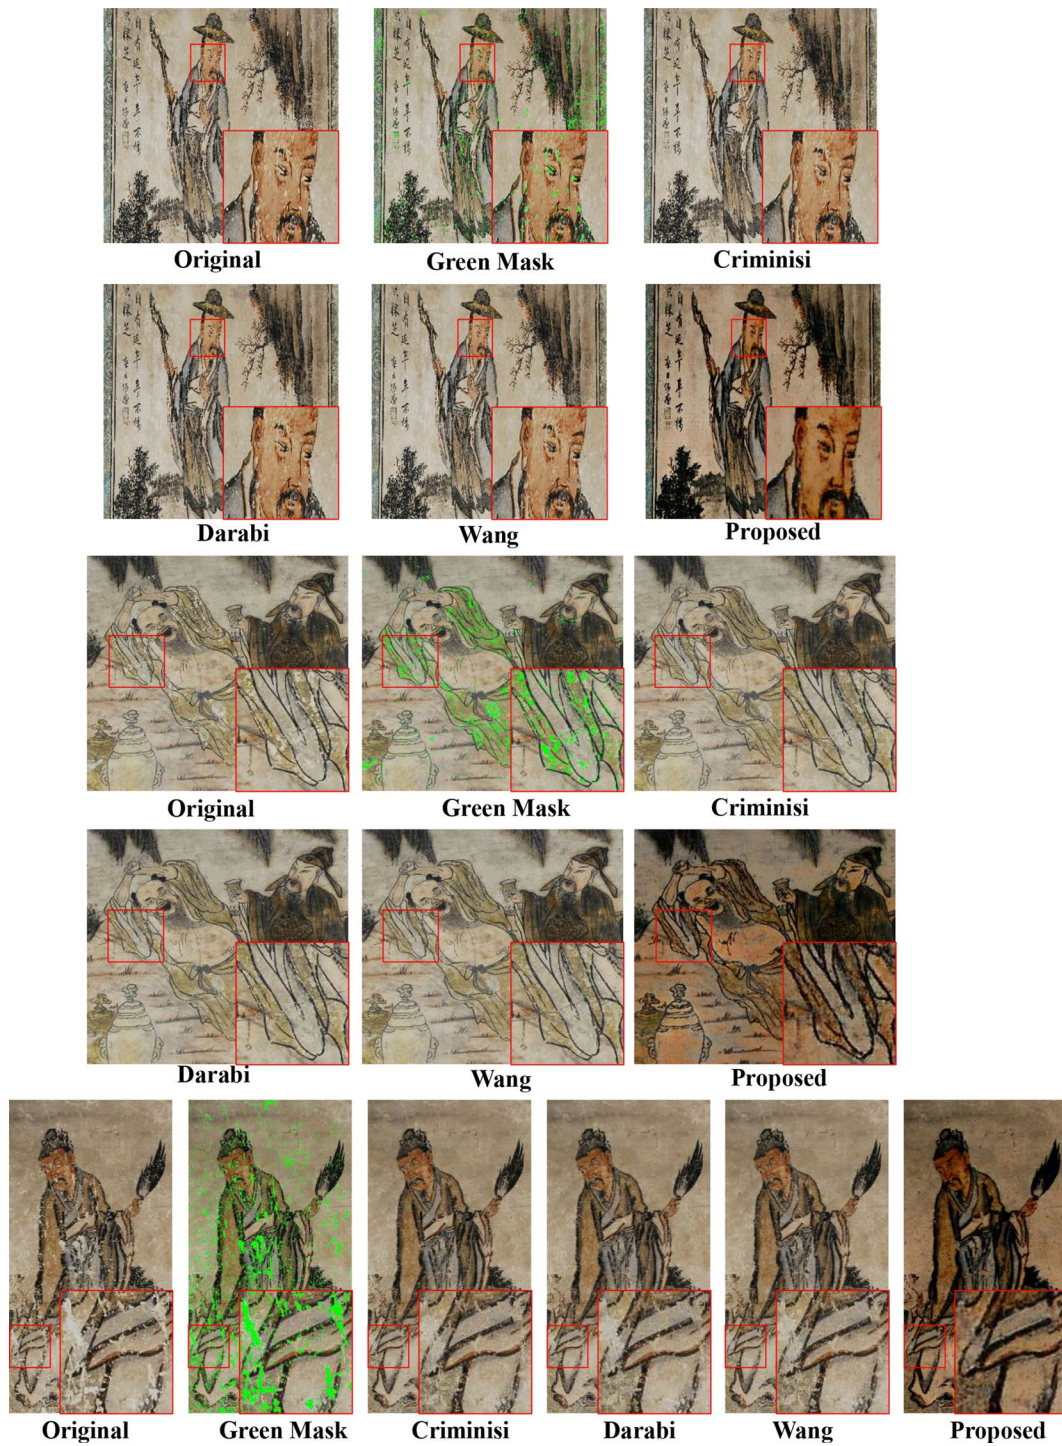 Original
Green Mask
Criminisi
Darabi
Wang
Proposed
Original
Green Mask
Criminisi
Darabi
Wang
Proposed
Original
Green Mask
Criminisi
Darabi
Wang
Proposed